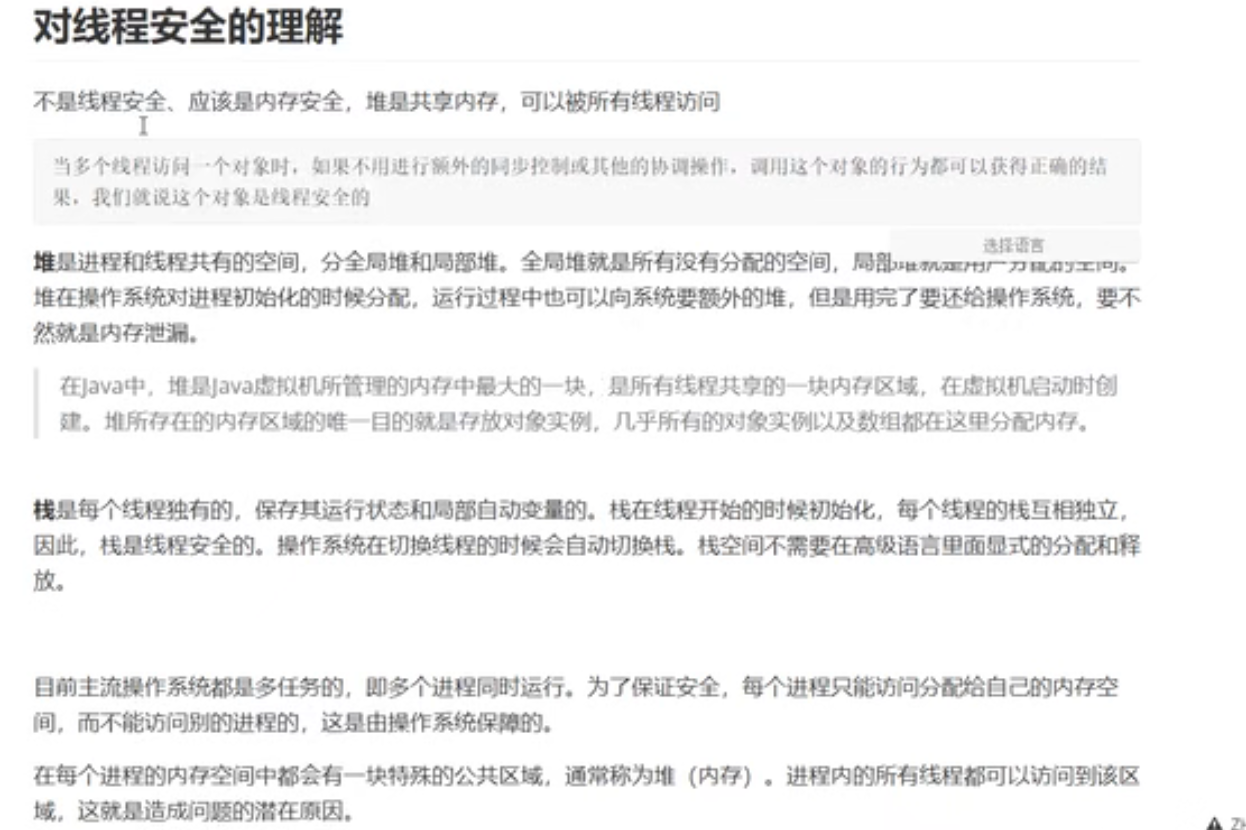 对线程安全的理解
不是线程安全、应该是内存安全，堆是共享内存，可以被所有线程访问
当多个线程访问一个对象时，如果不用进行额外的同步控制或其他的协调操作，调用这个对象的行为都可以获得正确的结
果，我们就说这个对象是线程安全的
选择语言
堆是进程和线程共有的空间，分全局堆和局部堆。全局堆就是所有没有分配的空间，局部堆就是用户分配的空间。
堆在操作系统对进程初始化的时候分配，运行过程中也可以向系统要额外的堆，但是用完了要还给操作系统，要不
然就是内存泄漏。
在Java中，堆是Java虚拟机所管理的内存中最大的一块，是所有线程共享的一块内存区域，在虚拟机启动时创
建。堆所存在的内存区域的唯一目的就是存放对象实例，几乎所有的对象实例以及数组都在这里分配内存。
栈是每个线程独有的，保存其运行状态和局部自动变量的。栈在线程开始的时候初始化，每个线程的栈互相独立，
因此，栈是线程安全的。操作系统在切换线程的时候会自动切换栈。栈空间不需要在高级语言里面显式的分配和释
放。
目前主流操作系统都是多任务的，即多个进程同时运行。为了保证安全，每个进程只能访问分配给自己的内存空
间，而不能访问别的进程的，这是由操作系统保障的。
在每个进程的内存空间中都会有一块特殊的公共区域，通常称为堆（内存）。进程内的所有线程都可以访问到该区
域，这就是造成问题的潜在原因。